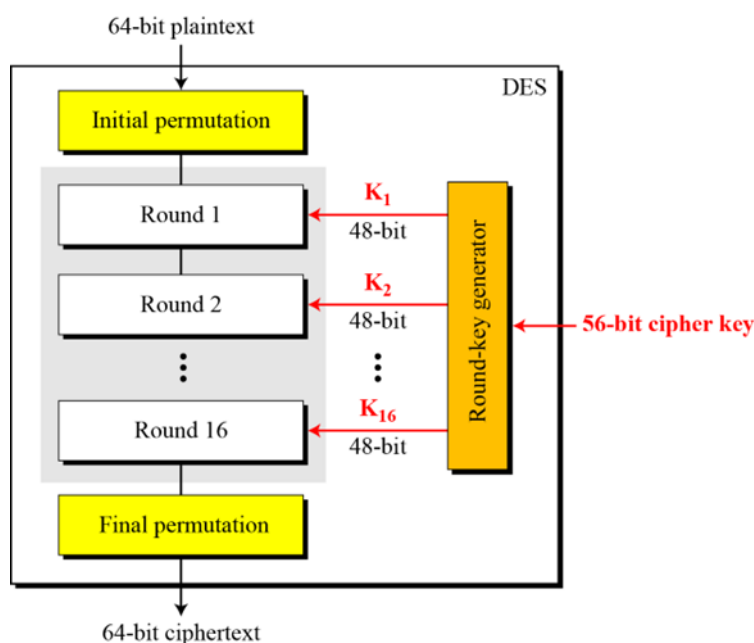 64-bit plaintext
DES
Initial permutation
Round 1
K1
48-bit
Round 2
K2
48-bit
Round-key generator
56-bit cipher key
Round 16
K16
48-bit
Final permutation
64-bit ciphertext